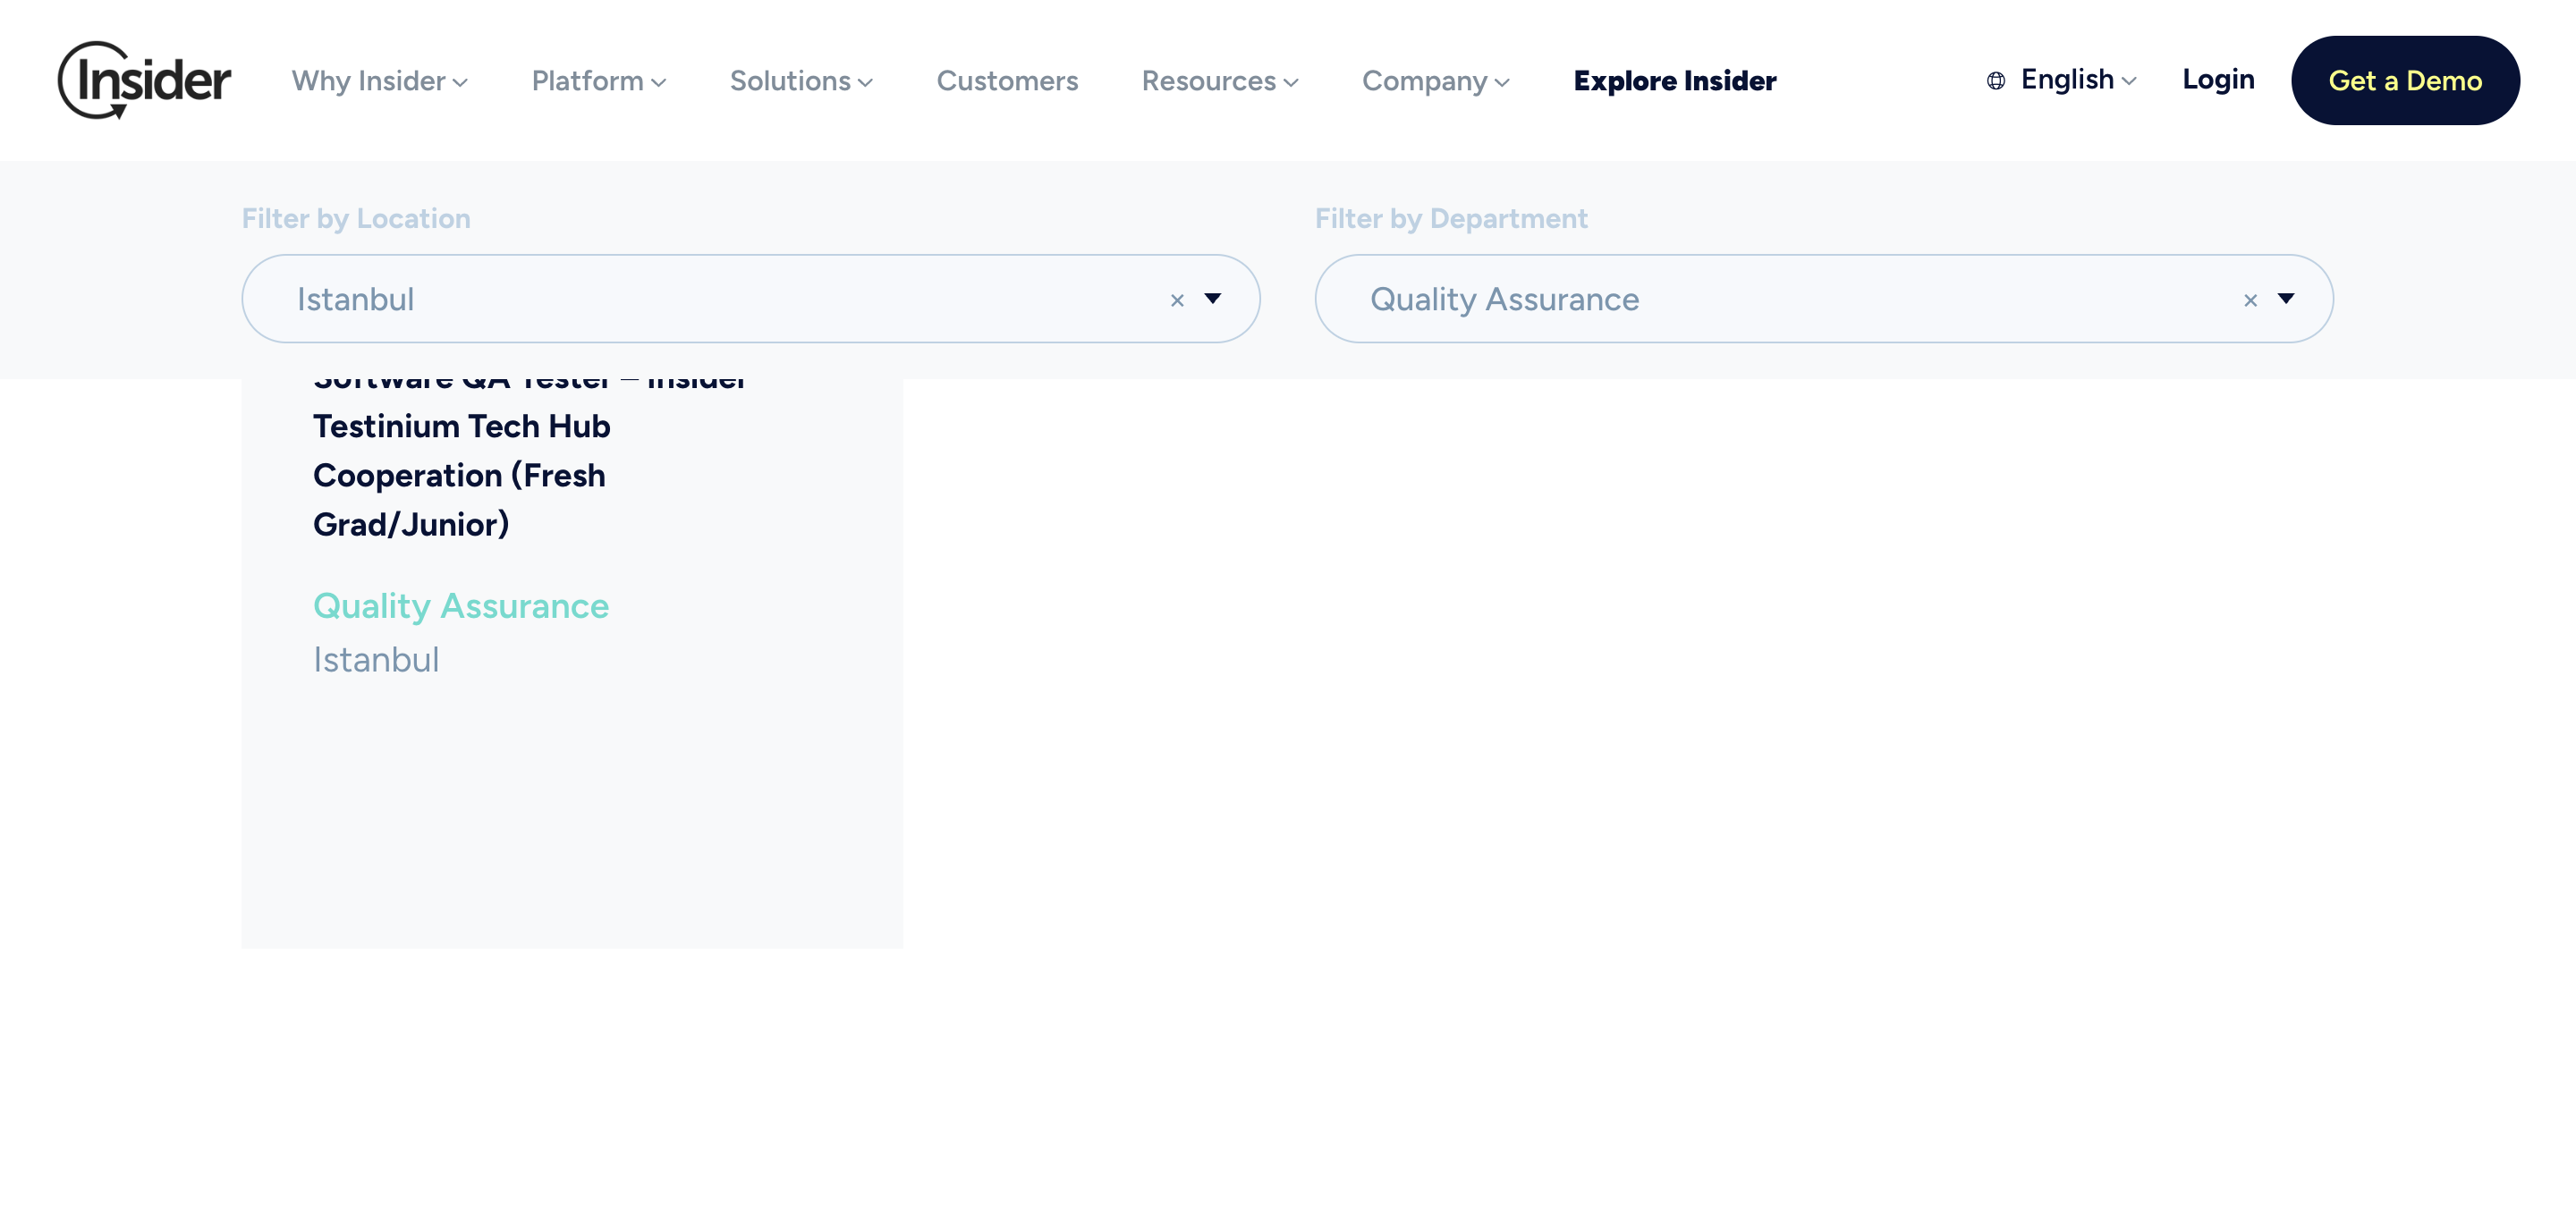 Insider
Why Insider
Platform
Solutions
Customers
Resources
Company
Explore Insider
English
Login
Get a Demo
Filter by Location
Filter by Department
Istanbul ×
Quality Assurance ×
Software QA Tester – Insider
Testinium Tech Hub
Cooperation (Fresh
Grad/Junior)
Quality Assurance
Istanbul